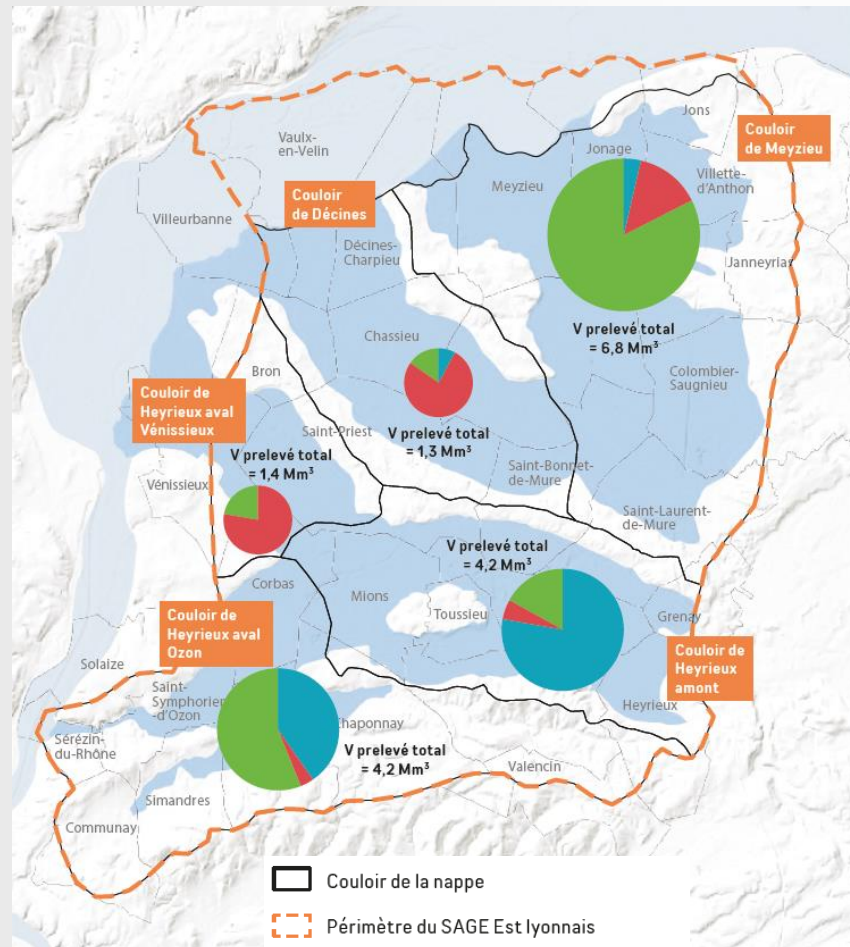 Jons
Couloir
de Meyzieu
Vaulx-
en-Velin
Jonage
Meyzieu
Villette-
d'Anthon
Couloir
de Décines
Villeurbanne
Décines-
Charpieu
Janneyrias
V prelevé total
= 6,8 Mm³
Chassieu
Bron
Colombier-
Saugnieu
Couloir de
Heyrieux aval
Vénissieux
Saint-Priest
V prelevé total
= 1,3 Mm³
V prelevé total
= 1,4 Mm³
Saint-Bonnet-
de-Mure
Vénissieux
Saint-Laurent-
de-Mure
V prelevé total
= 4,2 Mm³
Corbas
Mions
Toussieu
Grenay
Couloir de
Heyrieux aval
Ozon
Couloir de
Heyrieux
amont
Solaize
Saint-
Symphorien
-d'Ozon
Heyrieux
Chaponnay
Sérézin-
du-Rhône
V prelevé total
= 4,2 Mm³
Valencin
Simandres
Communay
Couloir de la nappe
Périmètre du SAGE Est lyonnais